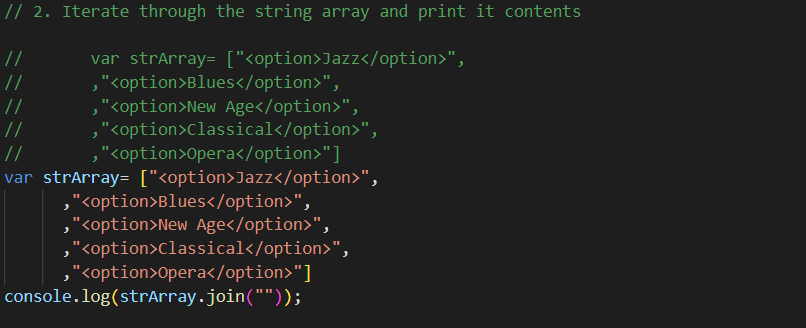 // 2. Iterate through the string array and print it contents
//       var strArray= ["<option>Jazz</option>",
//       ,"<option>Blues</option>",
//       ,"<option>New Age</option>",
//       ,"<option>Classical</option>",
//       ,"<option>Opera</option>"]
var strArray= ["<option>Jazz</option>",
      ,"<option>Blues</option>",
      ,"<option>New Age</option>",
      ,"<option>Classical</option>",
      ,"<option>Opera</option>"]
console.log(strArray.join(""));